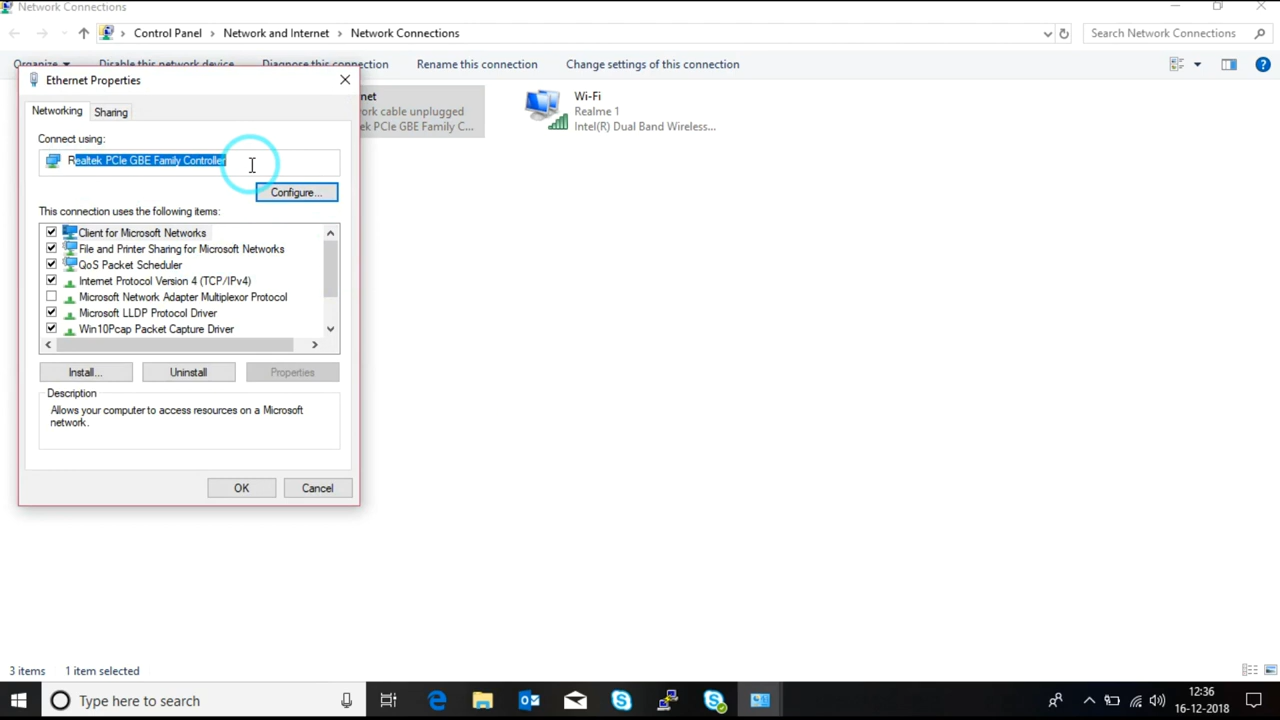 Network Connections
Control Panel
Network and Internet
Network Connections
Search Network Connections
Organize
Disable this network device
Diagnose this connection
Rename this connection
Change settings of this connection
Ethernet Properties
Networking
Sharing
Connect using:
Realtek PCIe GBE Family Controller
Configure...
This connection uses the following items:
Client for Microsoft Networks
File and Printer Sharing for Microsoft Networks
QoS Packet Scheduler
Internet Protocol Version 4 (TCP/IPv4)
Microsoft Network Adapter Multiplexor Protocol
Microsoft LLDP Protocol Driver
Win10Pcap Packet Capture Driver
Install...
Uninstall
Properties
Description
Allows your computer to access resources on a Microsoft
network.
OK
Cancel
net
work cable unplugged
tek PCIe GBE Family C...
Wi-Fi
Realme 1
Intel(R) Dual Band Wireless...
3 items
1 item selected
Type here to search
12:36
16-12-2018